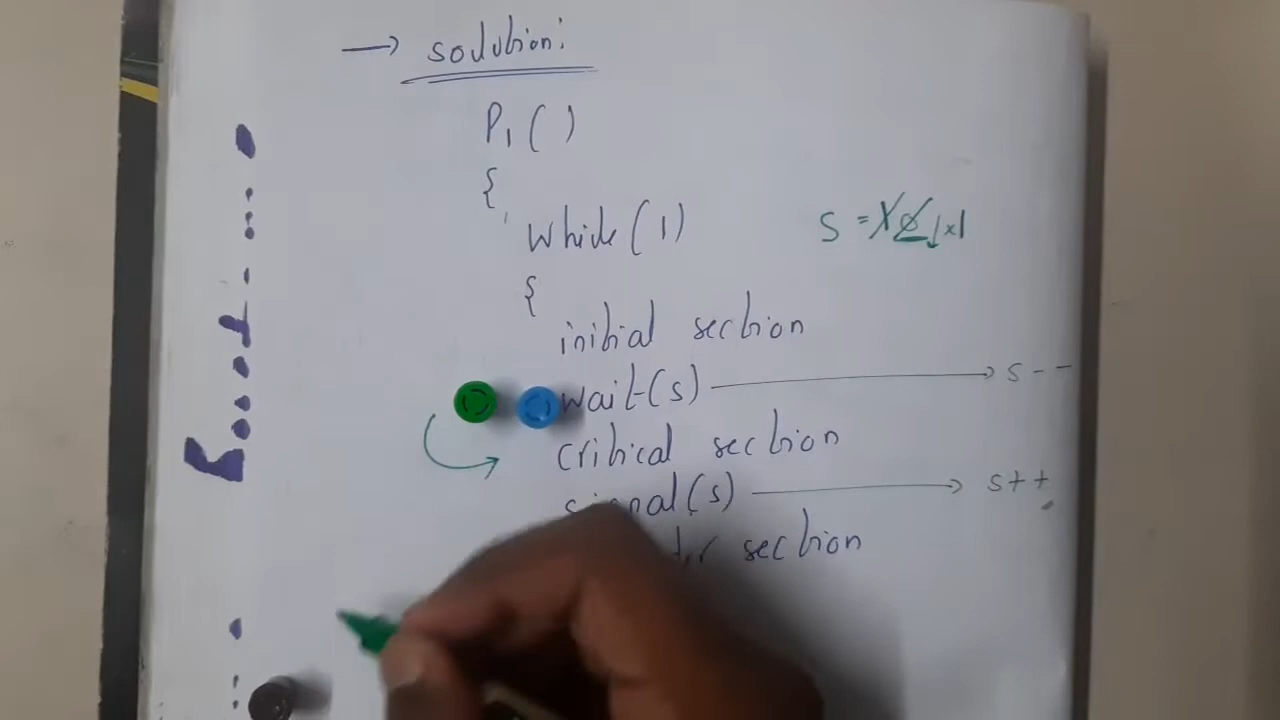 → solution:
P1 ( )
{
while (1)
{
initial section
wait(s) → s--
critical section
signal(s) → s++
section
S =